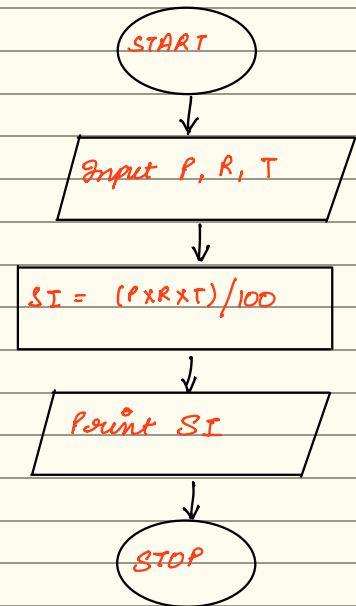 START
Input P, R, T
SI = (PXRXT)/100
Print SI
STOP